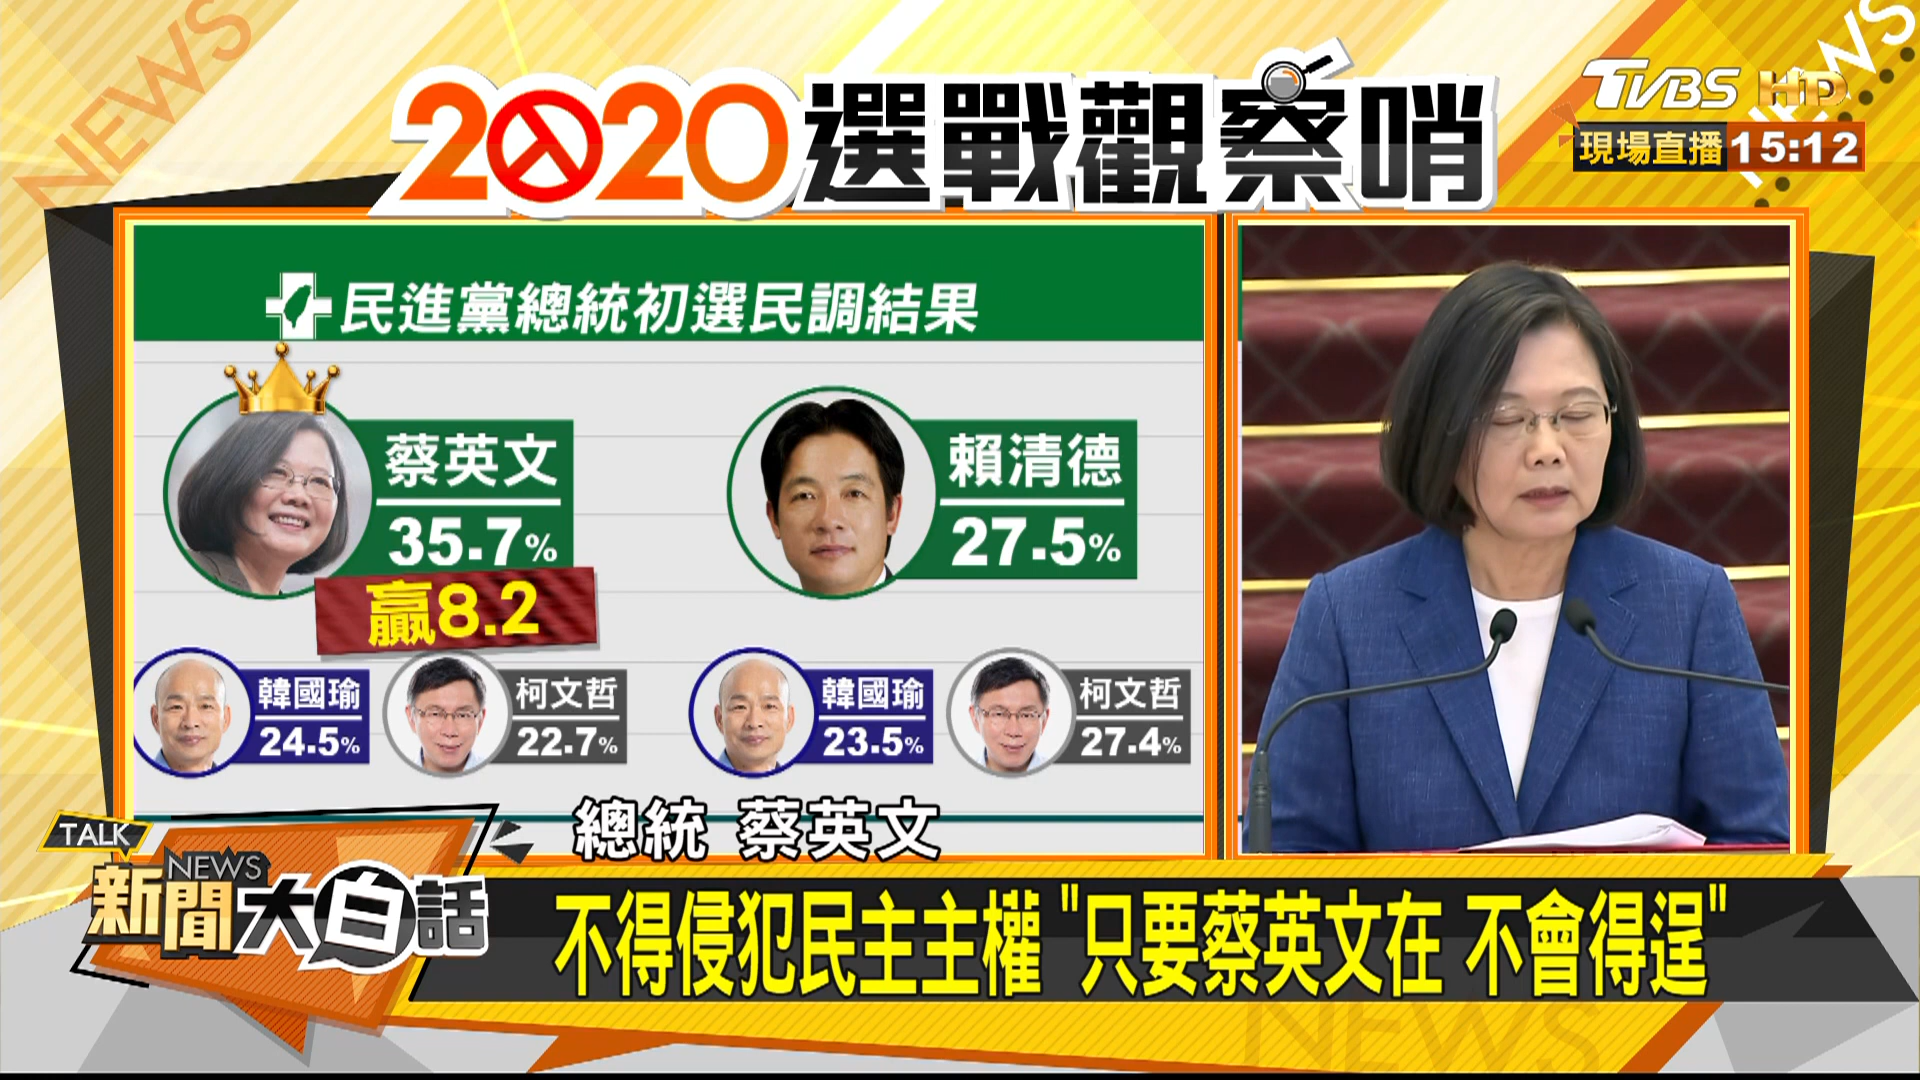 NEWS
2020選戰觀察哨
TVBS HD
NEWS
現場直播 15:12
民進黨總統初選民調結果
蔡英文
35.7%
贏8.2
賴清德
27.5%
韓國瑜
24.5%
柯文哲
22.7%
韓國瑜
23.5%
柯文哲
27.4%
總統 蔡英文
TALK
NEWS
新聞大白話
不得侵犯民主主權 "只要蔡英文在 不會得逞"
NEWS